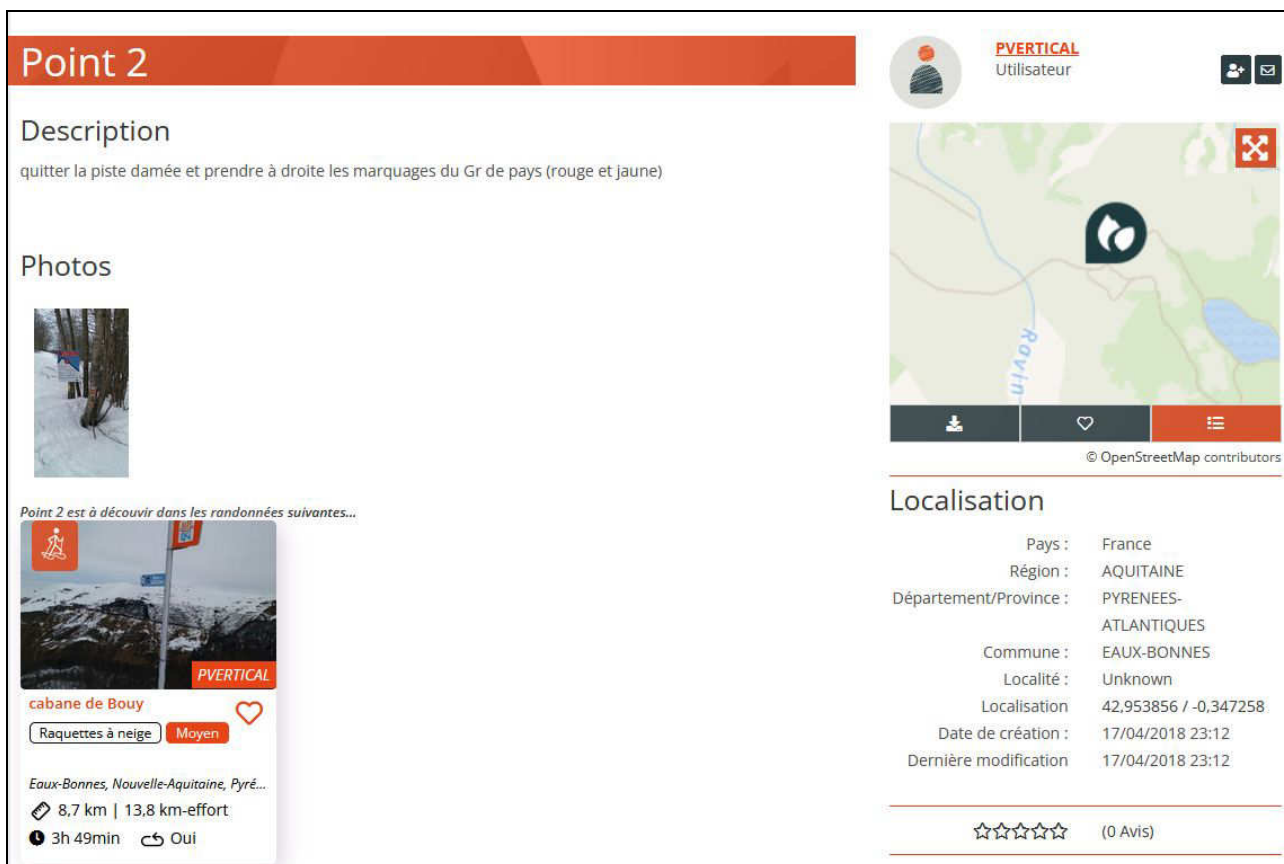 Point 2
Description
quitter la piste damée et prendre à droite les marquages du Gr de pays (rouge et jaune)
Photos
Point 2 est à découvir dans les randonnées suivantes...
PVERTICAL
cabane de Bouy
Raquettes à neige Moyen
Eaux-Bonnes, Nouvelle-Aquitaine, Pyré...
8,7 km | 13,8 km-effort
3h 49min Oui
PVERTICAL
Utilisateur
Ravin
© OpenStreetMap contributors
Localisation
Pays : France
Région : AQUITAINE
Département/Province : PYRENEES-
ATLANTIQUES
Commune : EAUX-BONNES
Localité : Unknown
Localisation 42,953856 / -0,347258
Date de création : 17/04/2018 23:12
Dernière modification 17/04/2018 23:12
(0 Avis)